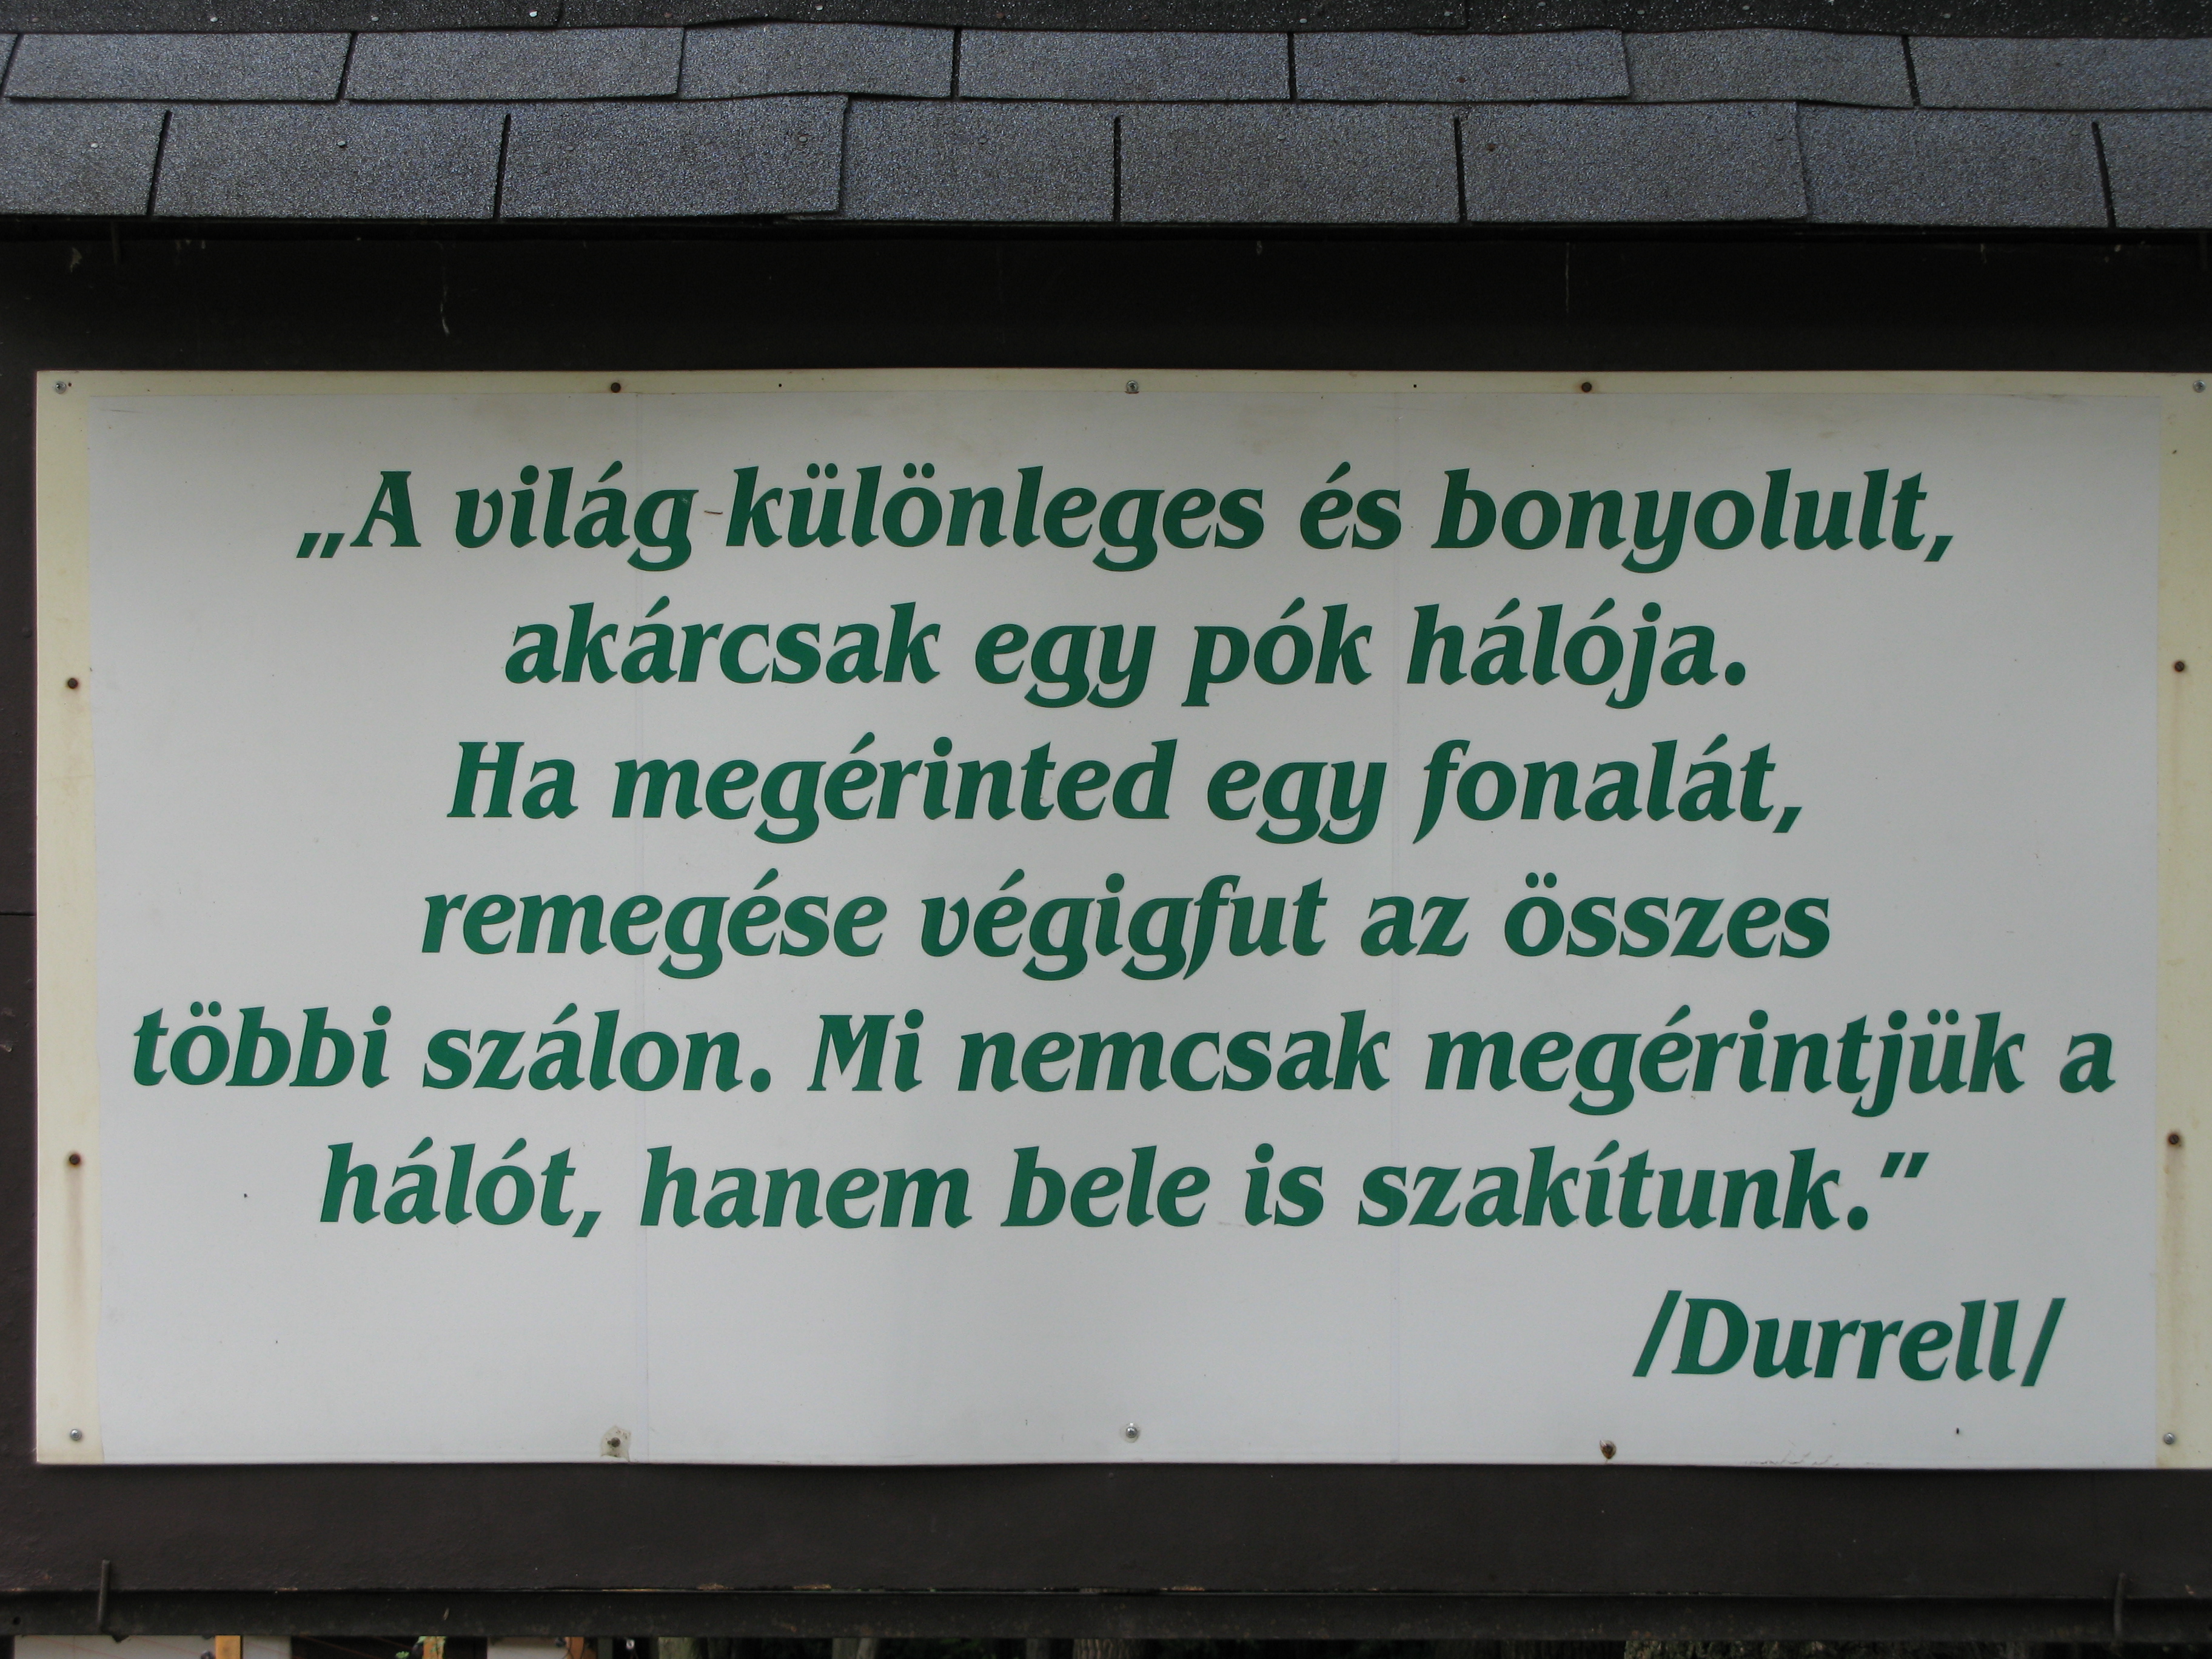 „A világ különleges és bonyolult,
akárcsak egy pók hálója.
Ha megérinted egy fonalát,
remegése végigfut az összes
többi szálon. Mi nemcsak megérintjük a
hálót, hanem bele is szakítunk.”
/Durrell/